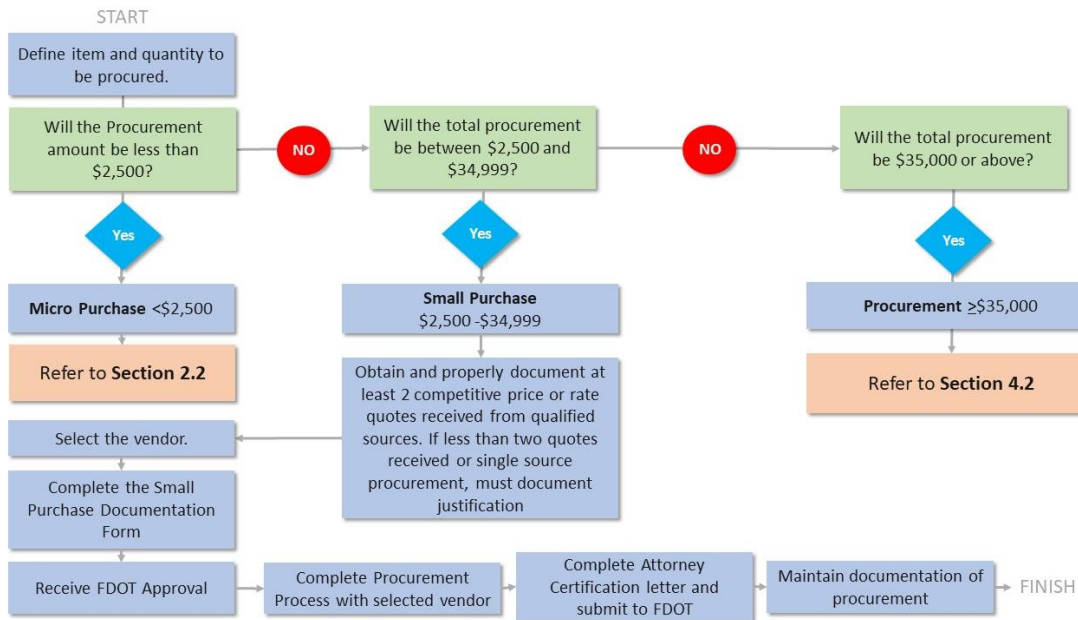 START
Define item and quantity to
be procured.
Will the Procurement
amount be less than
$2,500?
NO
Will the total procurement
be between $2,500 and
$34,999?
NO
Will the total procurement
be $35,000 or above?
Yes
Yes
Yes
Micro Purchase <$2,500
Small Purchase
$2,500 -$34,999
Procurement ≥$35,000
Refer to Section 2.2
Refer to Section 4.2
Obtain and properly document at
least 2 competitive price or rate
quotes received from qualified
sources. If less than two quotes
received or single source
procurement, must document
justification
Select the vendor.
Complete the Small
Purchase Documentation
Form
Receive FDOT Approval
Complete Procurement
Process with selected vendor
Complete Attorney
Certification letter and
submit to FDOT
Maintain documentation of
procurement
FINISH